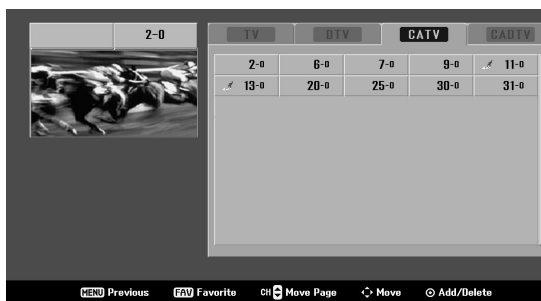 2-0
TV DTV CATV CADTV
2-0 6-0 7-0 9-0 11-0
13-0 20-0 25-0 30-0 31-0
MENU Previous FAV Favorite CH Move Page Move Add/Delete